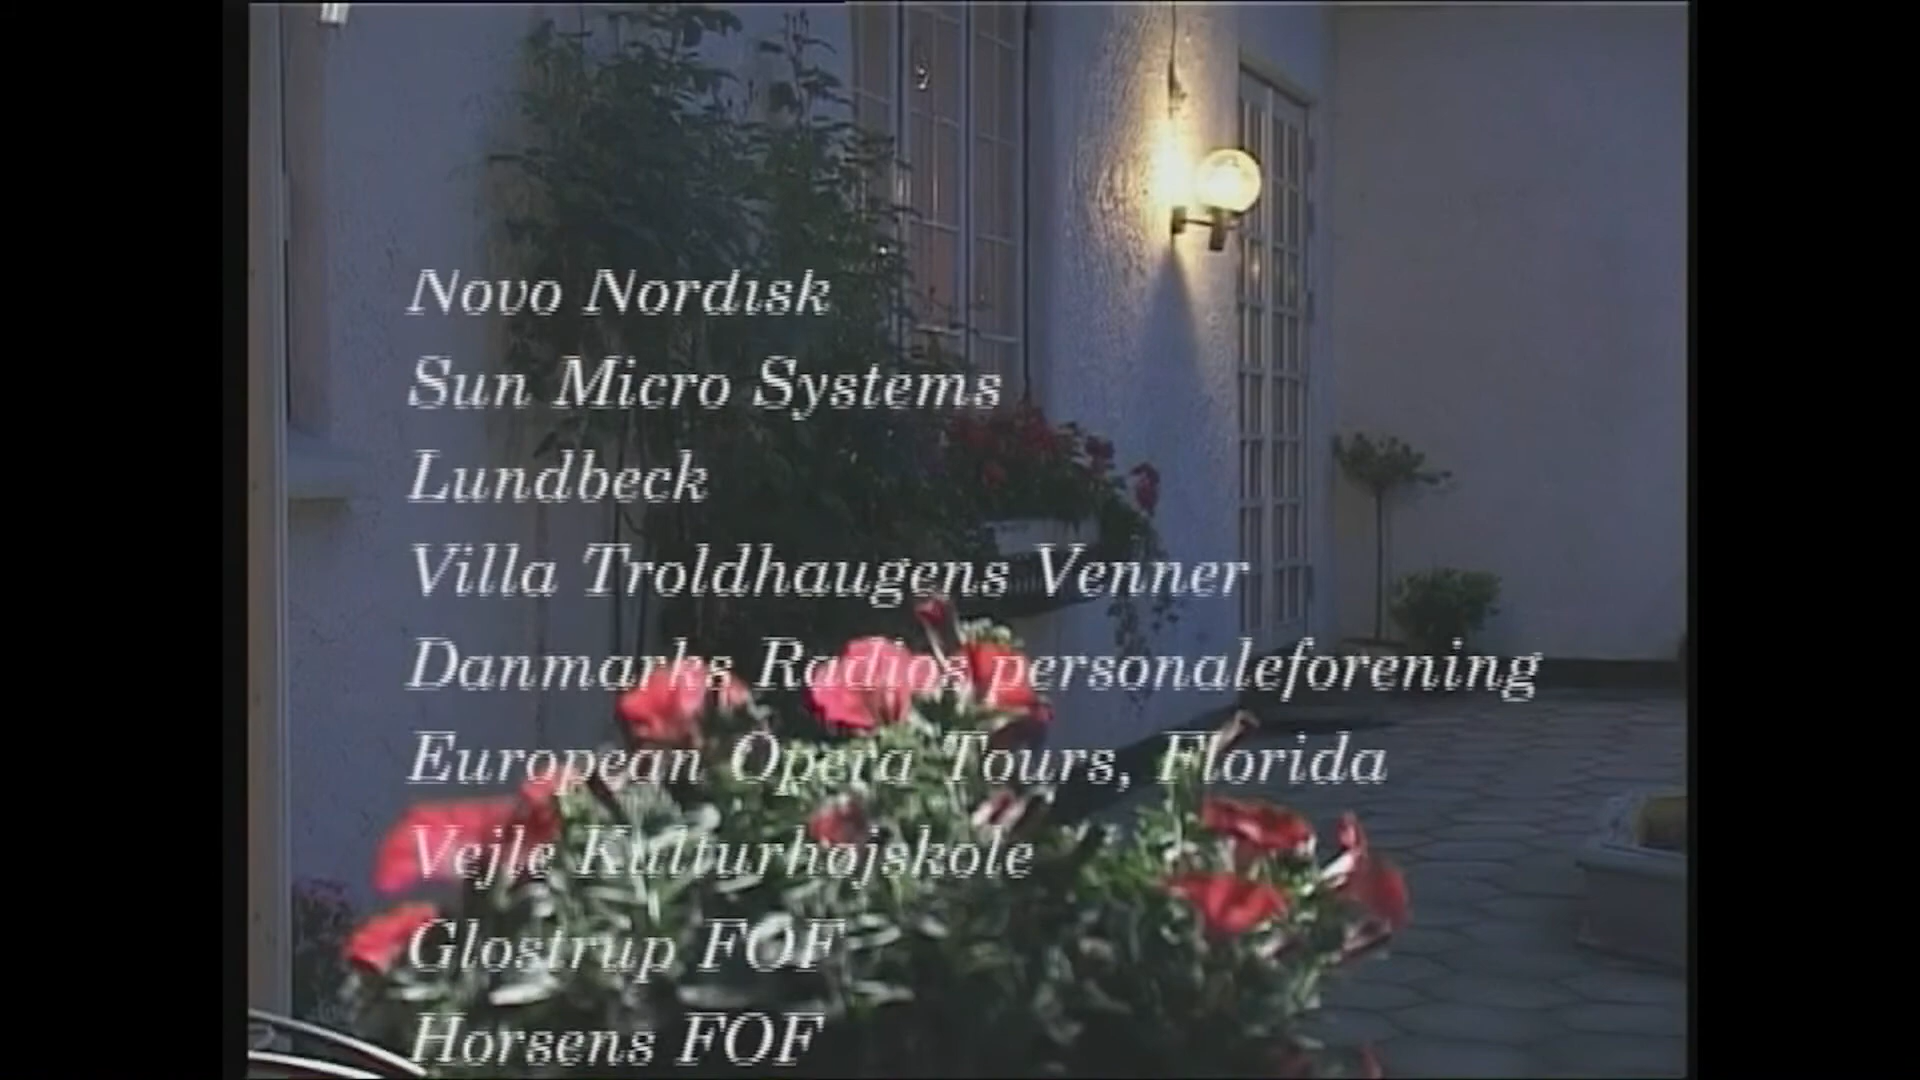 Novo Nordisk
Sun Micro Systems
Lundbeck
Villa Troldhaugens Venner
Danmarks Radios personaleforening
European Opera Tours, Florida
Vejle Kulturhøjskole
Glostrup FOF
Horsens FOF